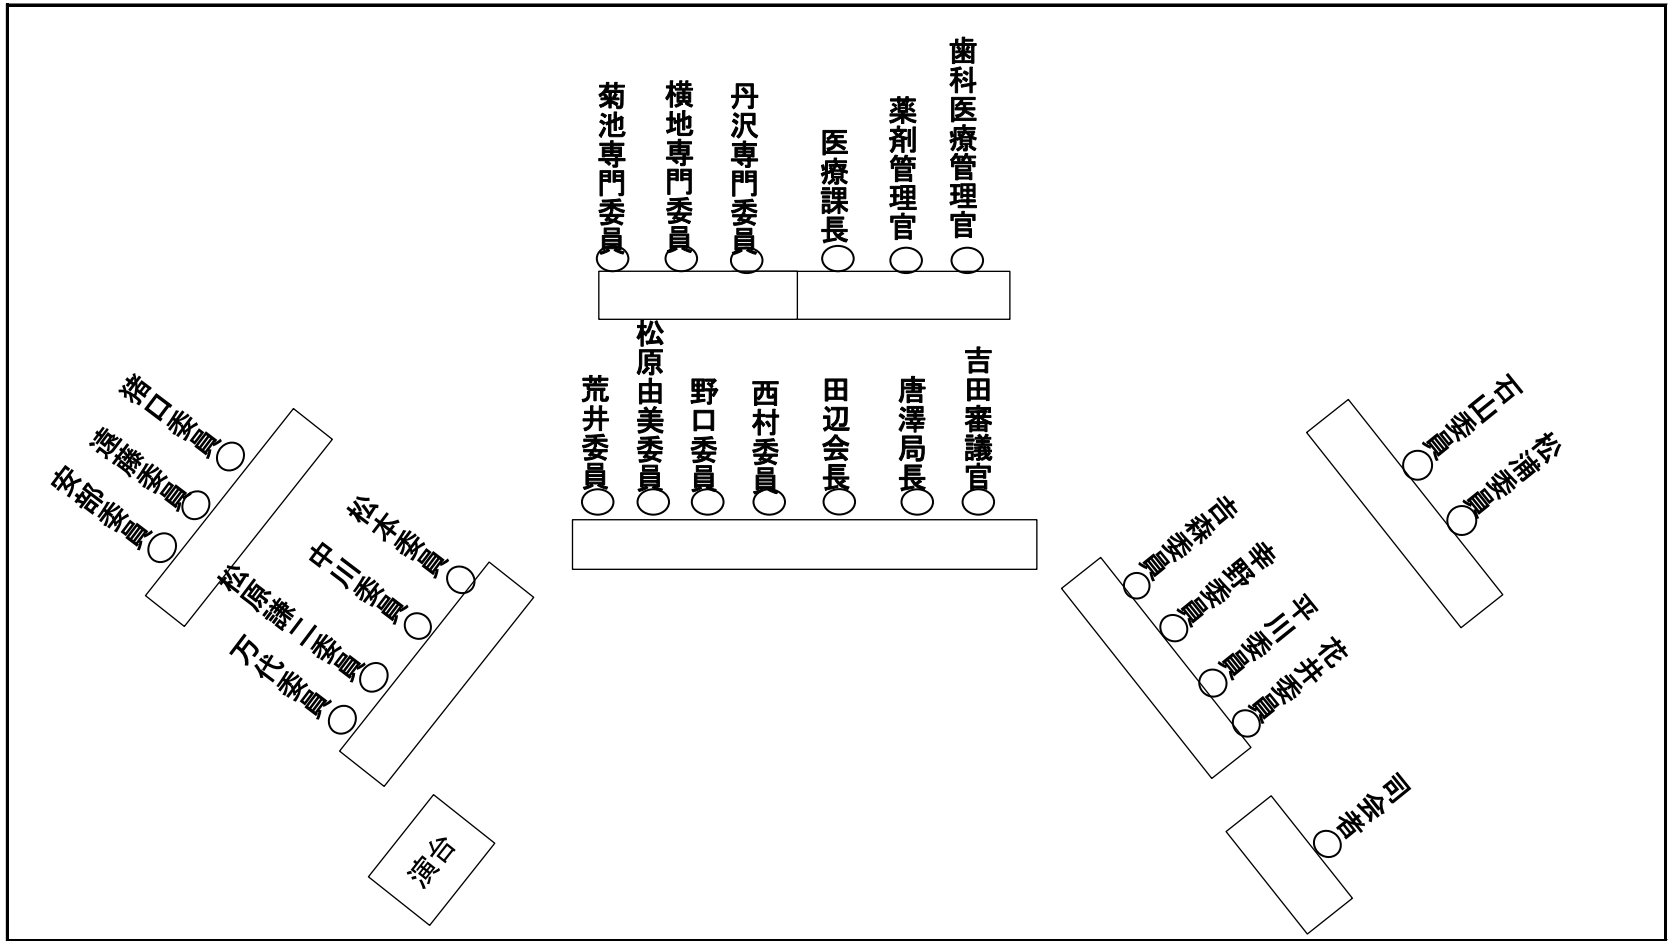 菊池専門委員
横地専門委員
丹沢専門委員
医療課長
薬剤管理官
歯科医療管理官
荒井委員
松原由美委員
野口委員
西村委員
田辺会長
唐澤局長
吉田審議官
猪口委員
遠藤委員
安部委員
松本委員
中川委員
松原謙二委員
万代委員
石山委員
松浦委員
吉森委員
幸野委員
平川委員
花井委員
司会者
演台